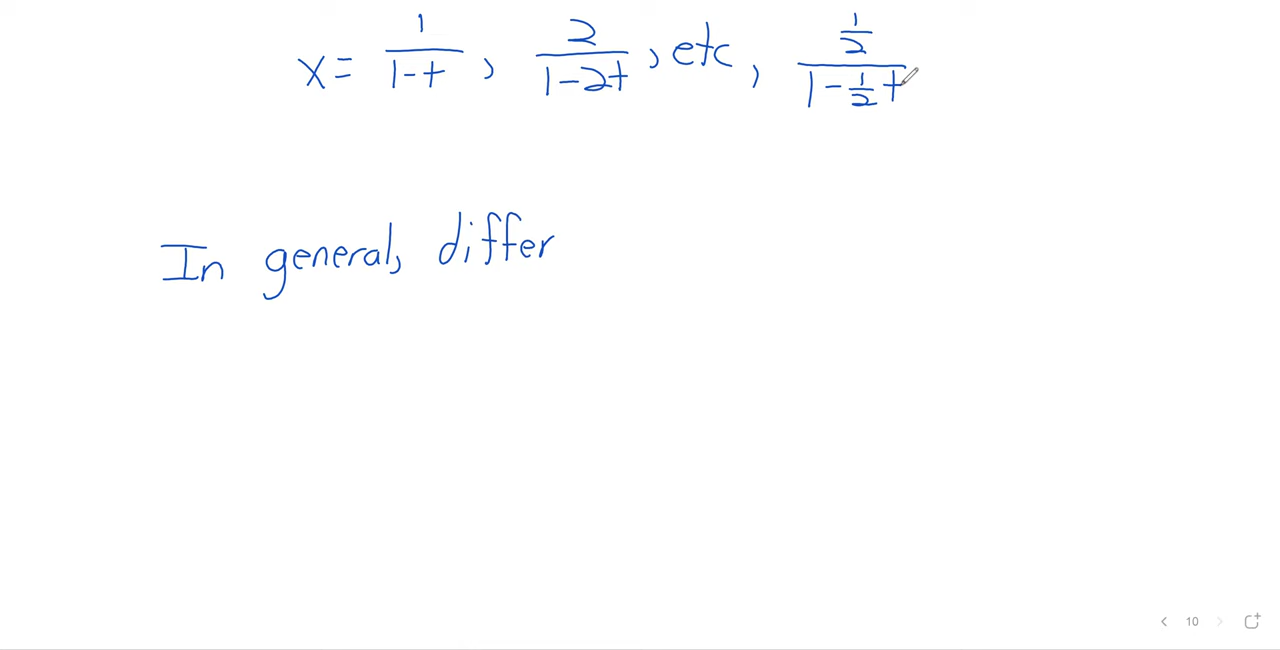 x = 1/(1-t), 2/(1-2t), etc, (1/2)/(1-1/2 t)
In general, differ
10